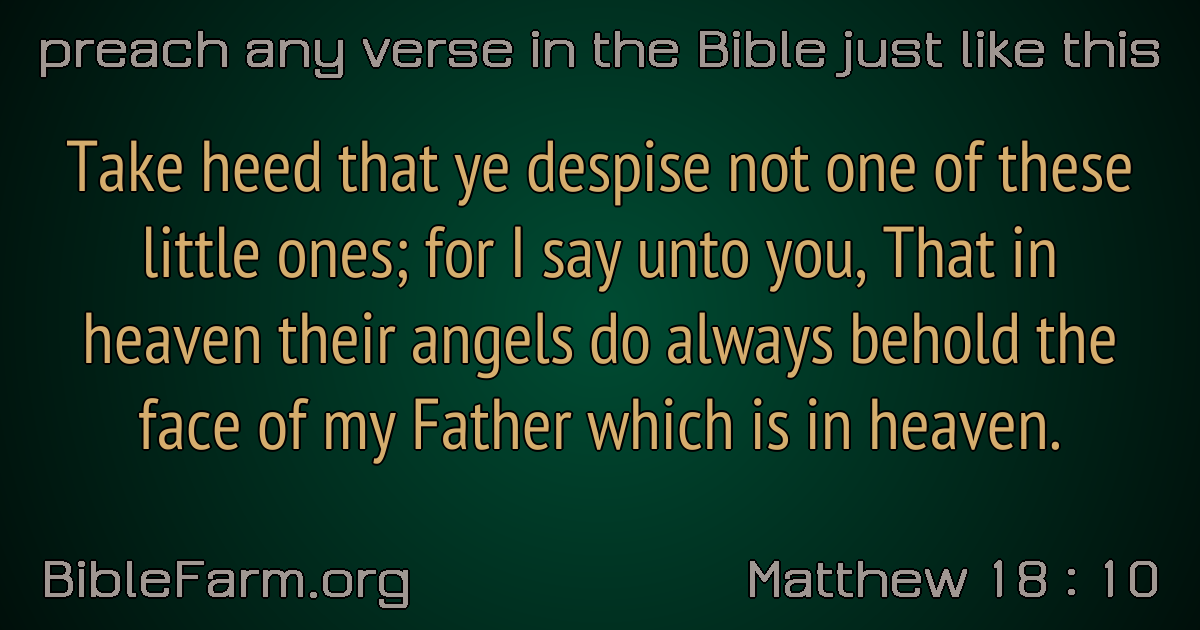 preach any verse in the Bible just like this
Take heed that ye despise not one of these
little ones; for I say unto you, That in
heaven their angels do always behold the
face of my Father which is in heaven.
BibleFarm.org
Matthew 18 : 10